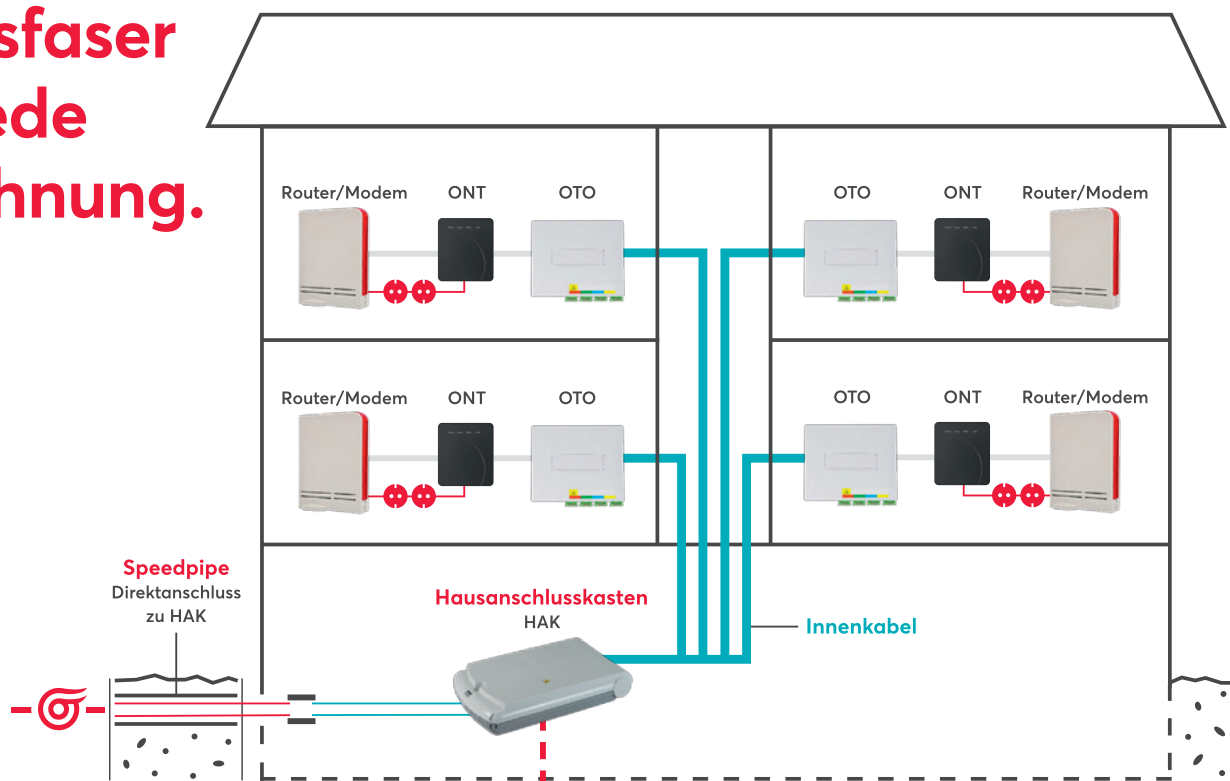 sfaser
ede
hnung.
Router/Modem ONT OTO
OTO ONT Router/Modem
Router/Modem ONT OTO
OTO ONT Router/Modem
Speedpipe
Direktanschluss
zu HAK
Hausanschlusskasten
HAK
Innenkabel